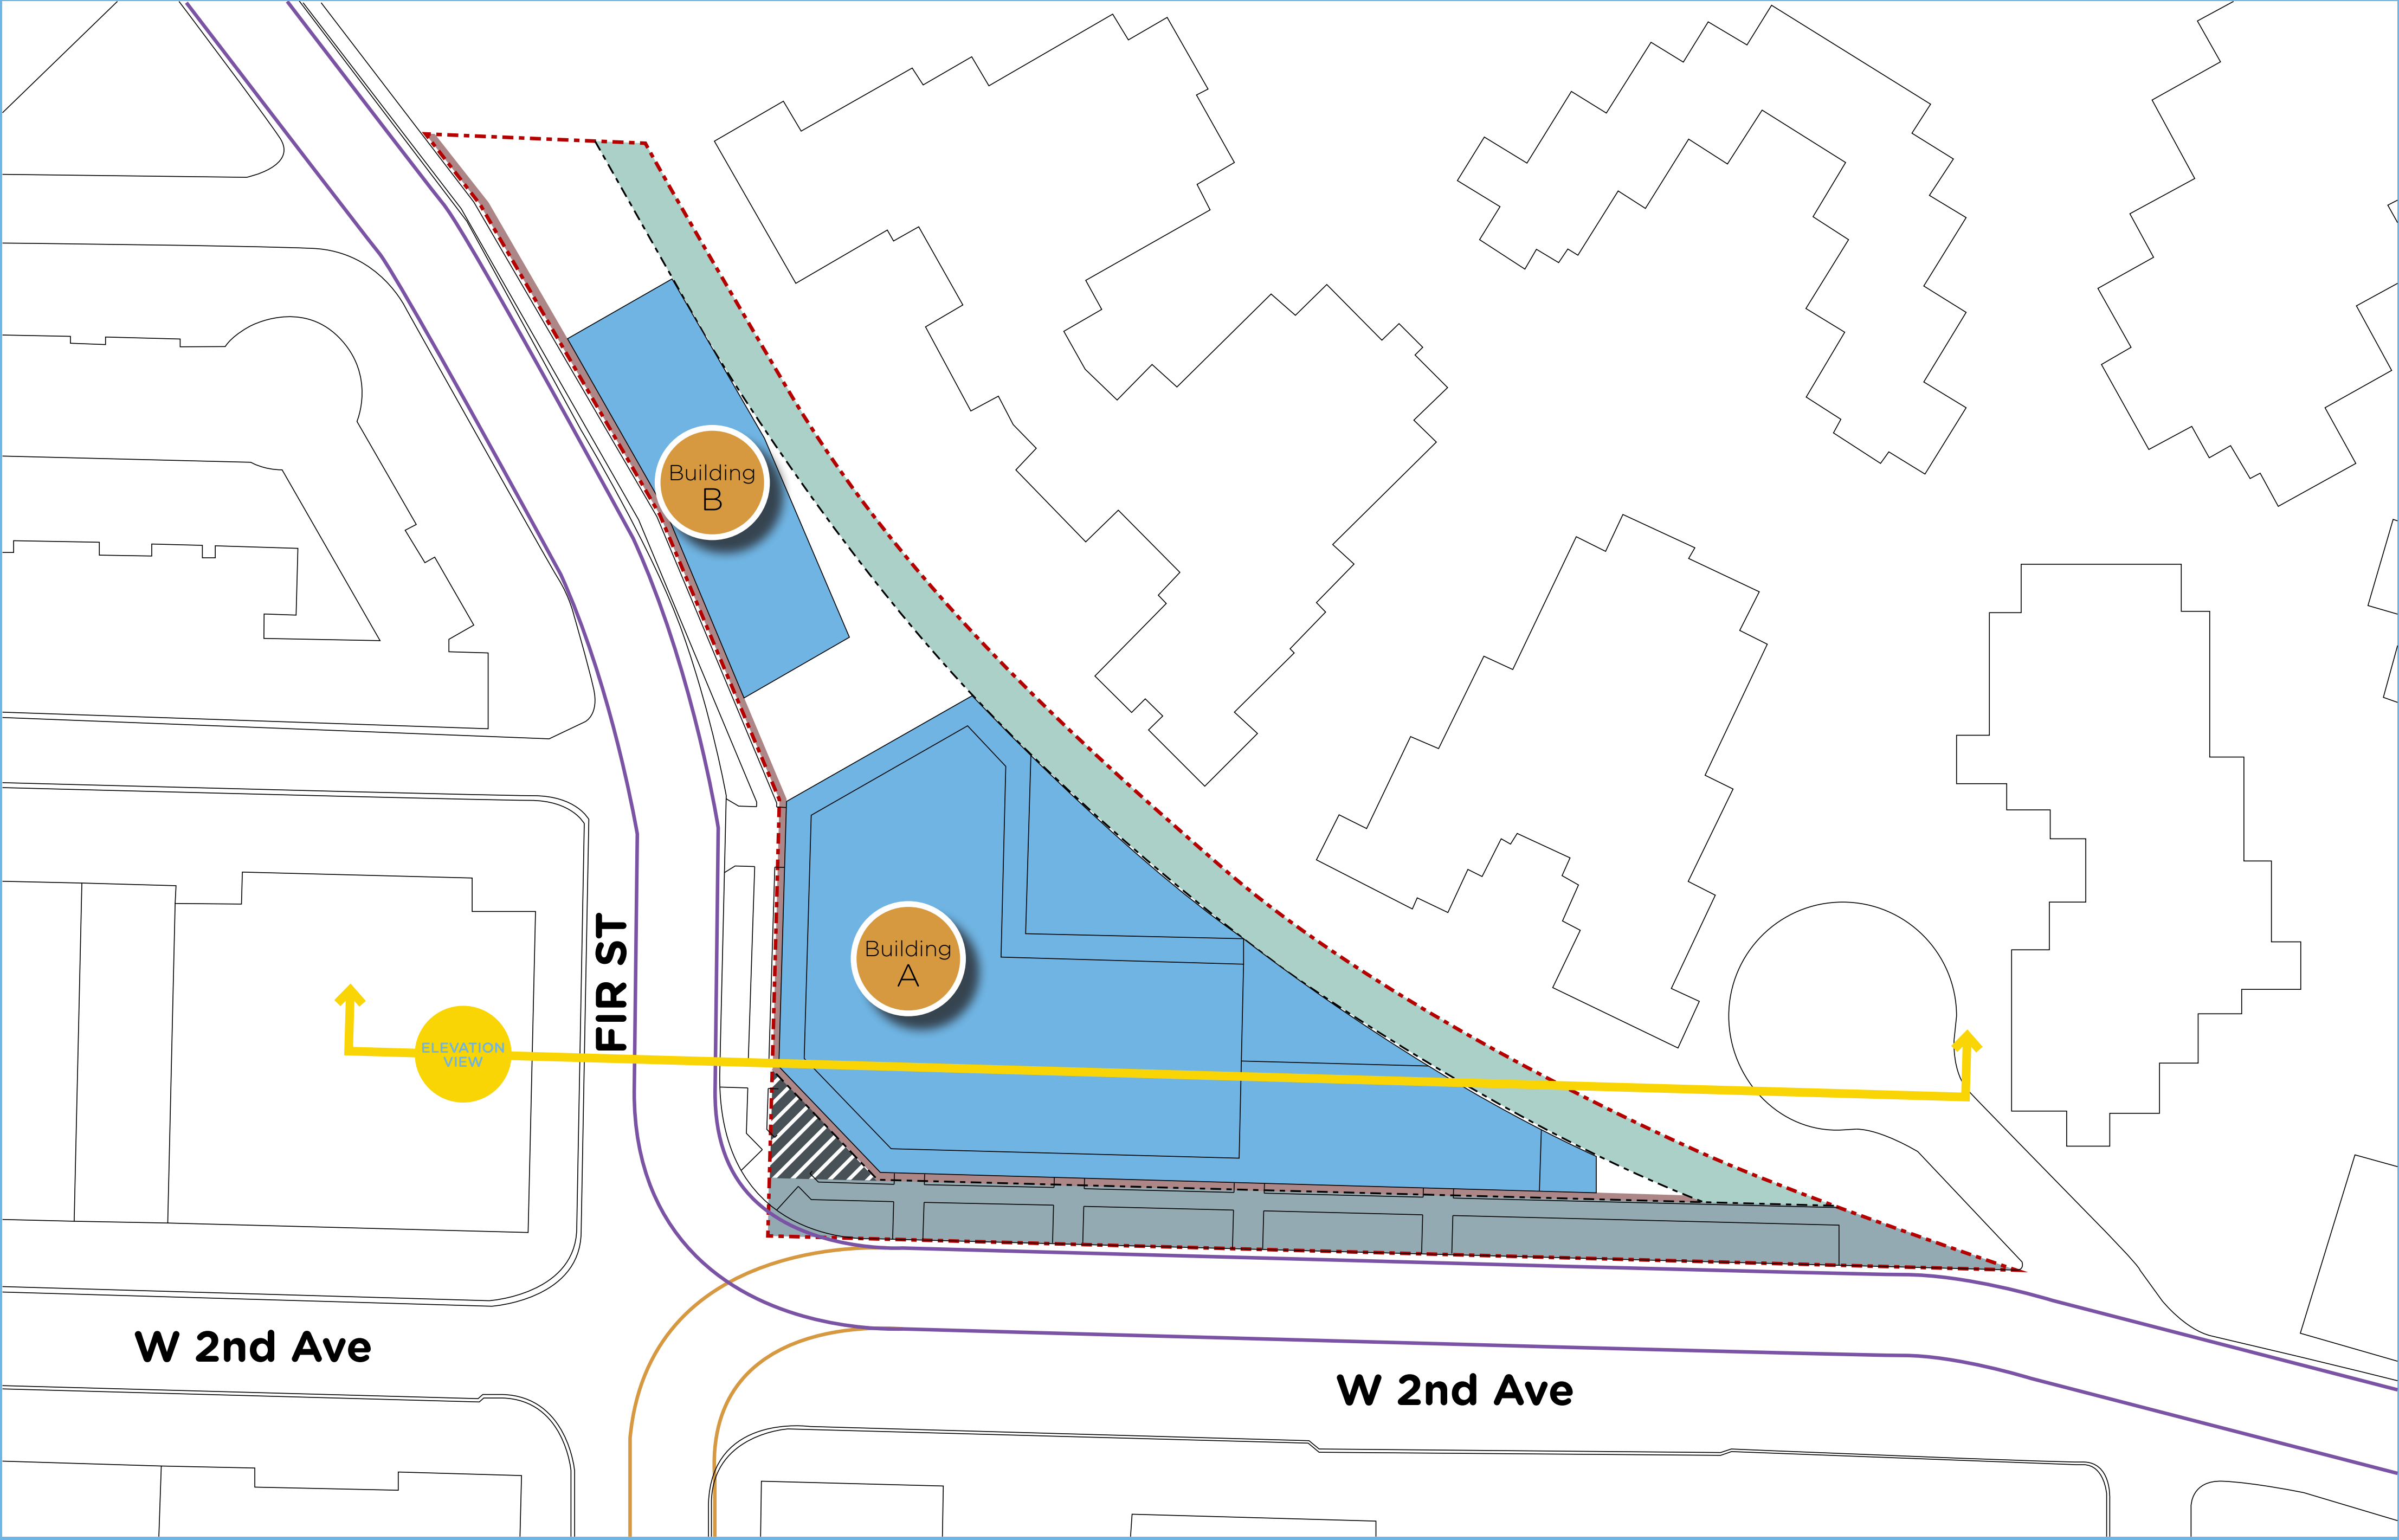 Building
B
Building
A
FIR ST
ELEVATION
VIEW
W 2nd Ave
W 2nd Ave